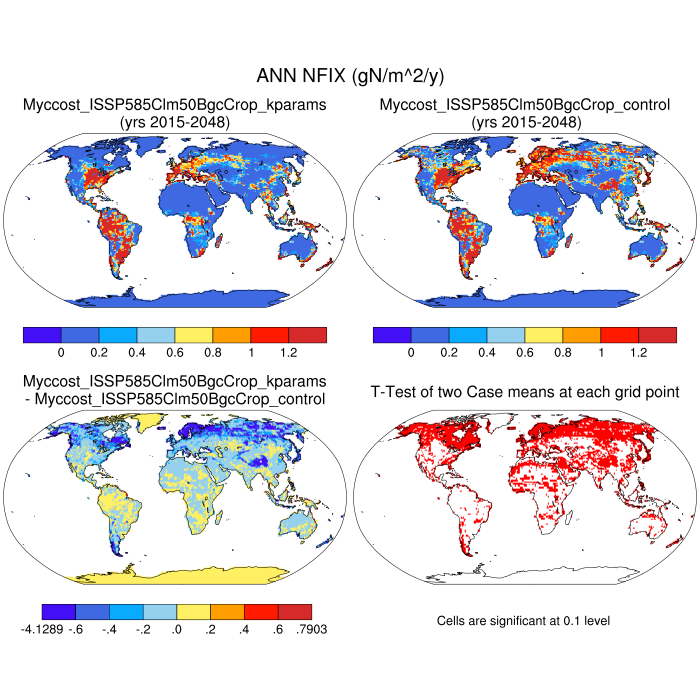 ANN NFIX (gN/m^2/y)
Myccost_ISSP585Clm50BgcCrop_kparams
(yrs 2015-2048)
Myccost_ISSP585Clm50BgcCrop_control
(yrs 2015-2048)
0 0.2 0.4 0.6 0.8 1 1.2
0 0.2 0.4 0.6 0.8 1 1.2
Myccost_ISSP585Clm50BgcCrop_kparams
- Myccost_ISSP585Clm50BgcCrop_control
T-Test of two Case means at each grid point
-4.1289 -.6 -.4 -.2 .0 .2 .4 .6 .7903
Cells are significant at 0.1 level